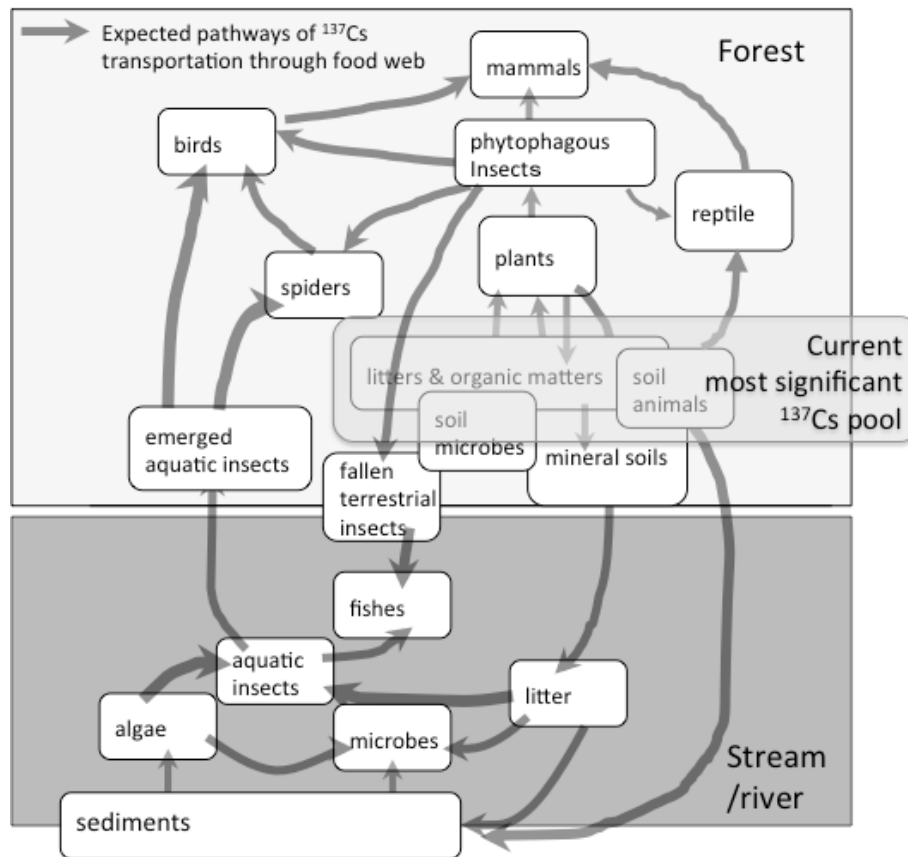 Expected pathways of ¹³⁷Cs
transportation through food web
Forest
mammals
birds
phytophagous
Insects
reptile
plants
spiders
Current
most significant
¹³⁷Cs pool
litters & organic matters
soil
animals
soil
microbes
emerged
aquatic insects
mineral soils
fallen
terrestrial
insects
fishes
aquatic
insects
litter
algae
microbes
Stream
/river
sediments